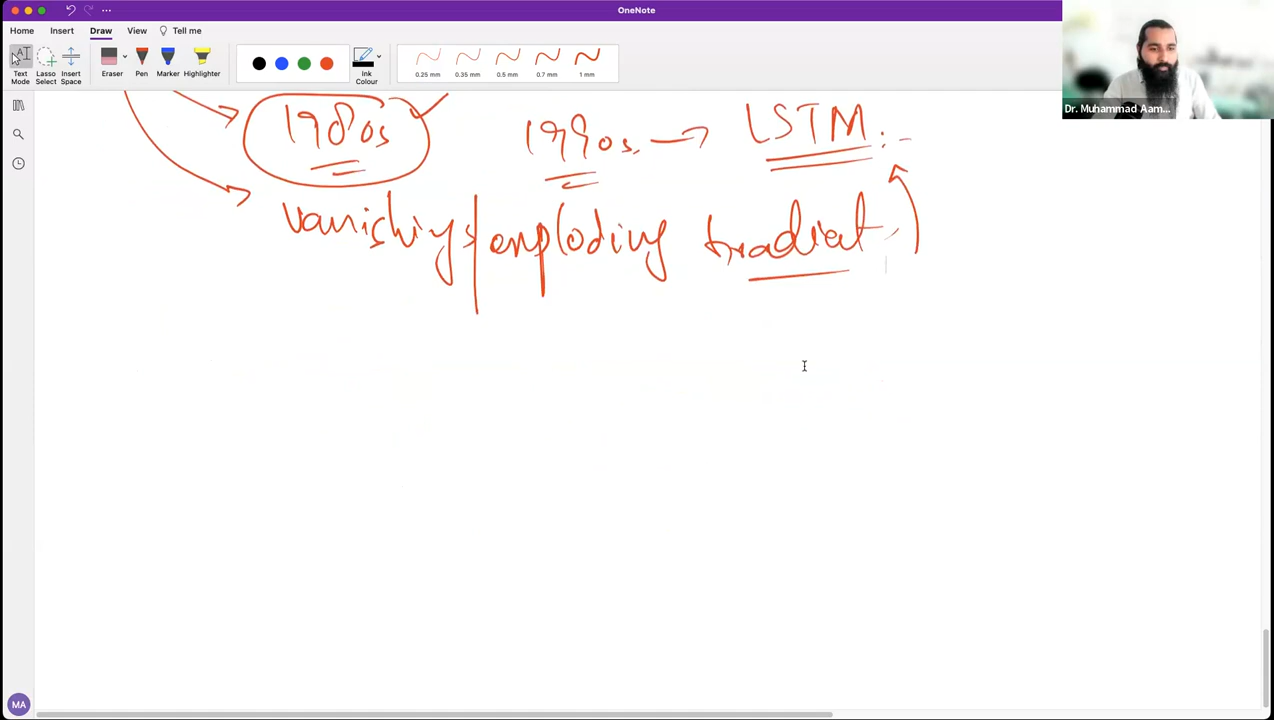 OneNote
Home Insert Draw View Tell me
Text Mode
Lasso Select
Insert Space
Eraser
Pen
Marker
Highlighter
Ink Colour
0.25 mm 0.35 mm 0.5 mm 0.7 mm 1 mm
Dr. Muhammad Aam...
1980s 1990s. → LSTM:-
vanishing/exploding gradient
MA